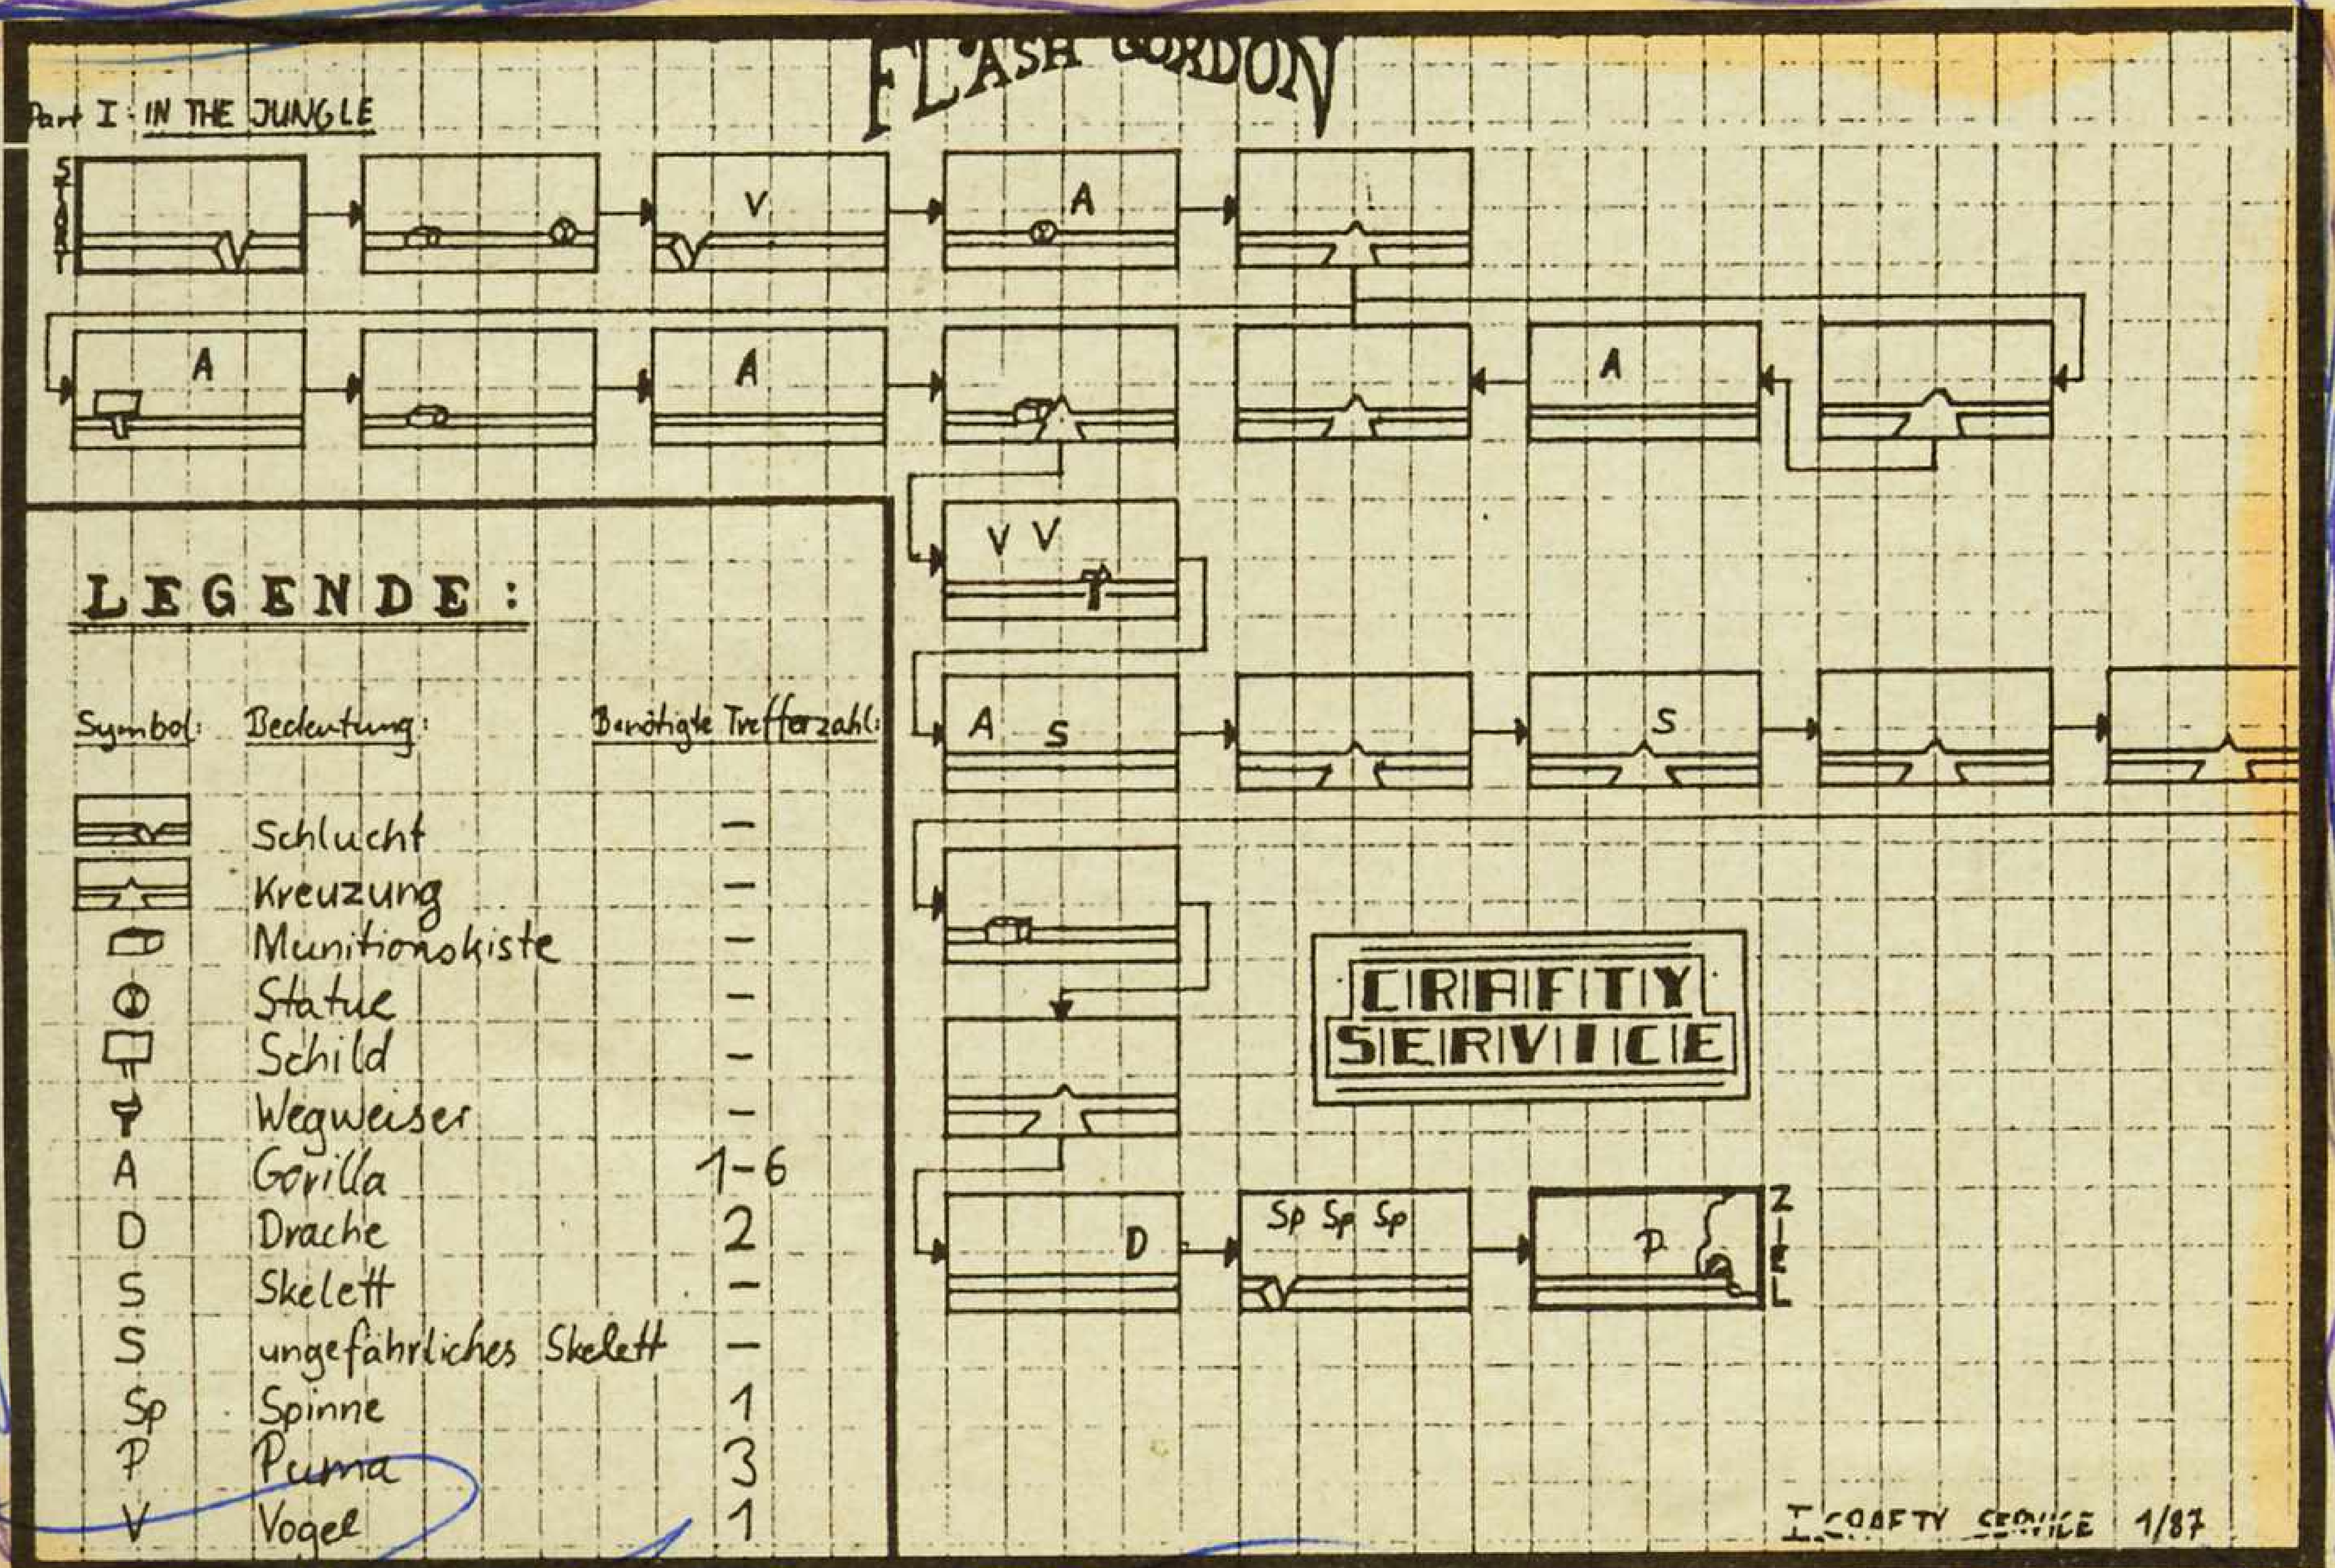 FLASH GORDON
Part I: IN THE JUNGLE
START
V
A
A
A
A
V V
A S
S
LEGENDE:
Symbol: Bedeutung: Benötigte Trefferzahl:
Schlucht –
Kreuzung –
Munitionskiste –
Statue –
Schild –
Wegweiser –
A Gorilla 1-6
D Drache 2
S Skelett –
S ungefährliches Skelett –
Sp Spinne 1
P Puma 3
V Vogel 1
CRAFTY
SERVICE
D
Sp Sp Sp
P
ZIEL
CRAFTY SERVICE 1/87